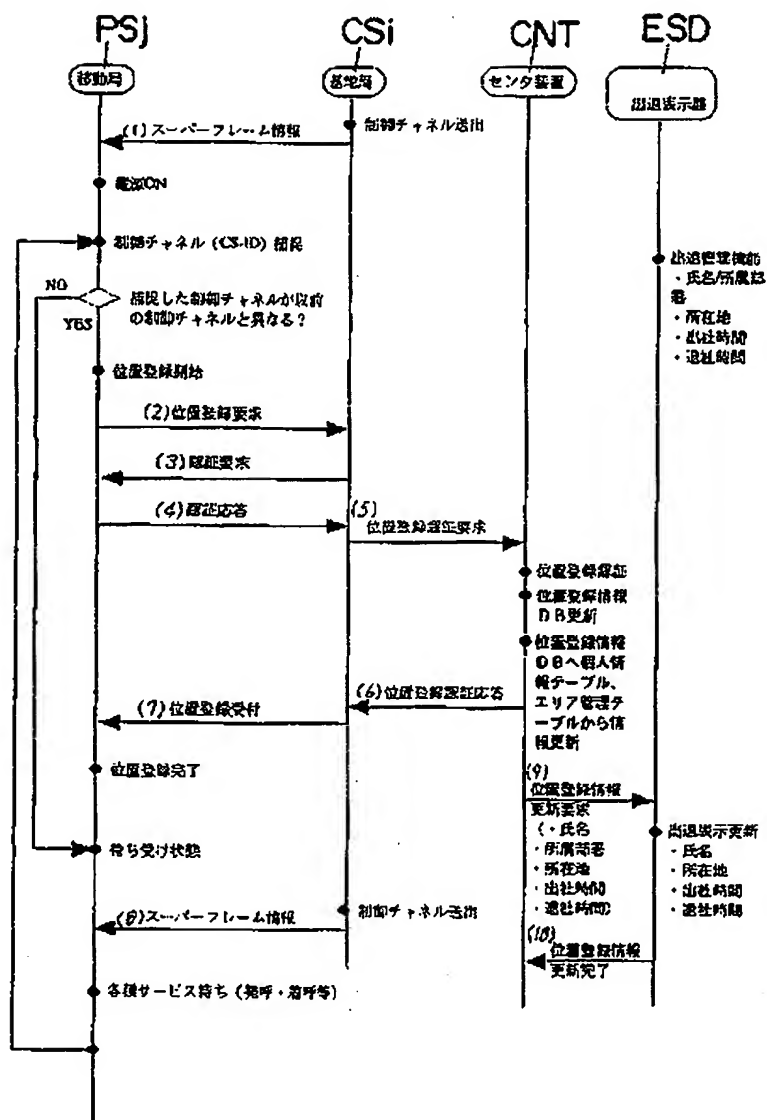 PSj
CSi
CNT
ESD
移動局
基地局
センタ装置
出退表示器
制御チャネル送出
(1)スーパーフレーム情報
電源ON
制御チャネル (CS-ID) 捕捉
出退管理機能
・氏名/所属部
署
・所在地
・出社時間
・退社時間
NO
YES
捕捉した制御チャネルが以前
の制御チャネルと異なる?
位置登録開始
(2)位置登録要求
(3)認証要求
(4)認証応答
(5)
位置登録認証要求
位置登録認証
位置登録情報
DB更新
位置登録情報
DBへ個人情
報テーブル、
エリア管理テ
ーブルから情
報更新
(6)位置登録認証応答
(7)位置登録受付
位置登録完了
(9)
位置登録情報
更新要求
(・氏名
・所属部署
・所在地
・出社時間
・退社時間)
出退表示更新
・氏名
・所在地
・出社時間
・退社時間
待ち受け状態
制御チャネル送出
(8)スーパーフレーム情報
(10)
位置登録情報
更新完了
各種サービス待ち (発呼・着呼等)